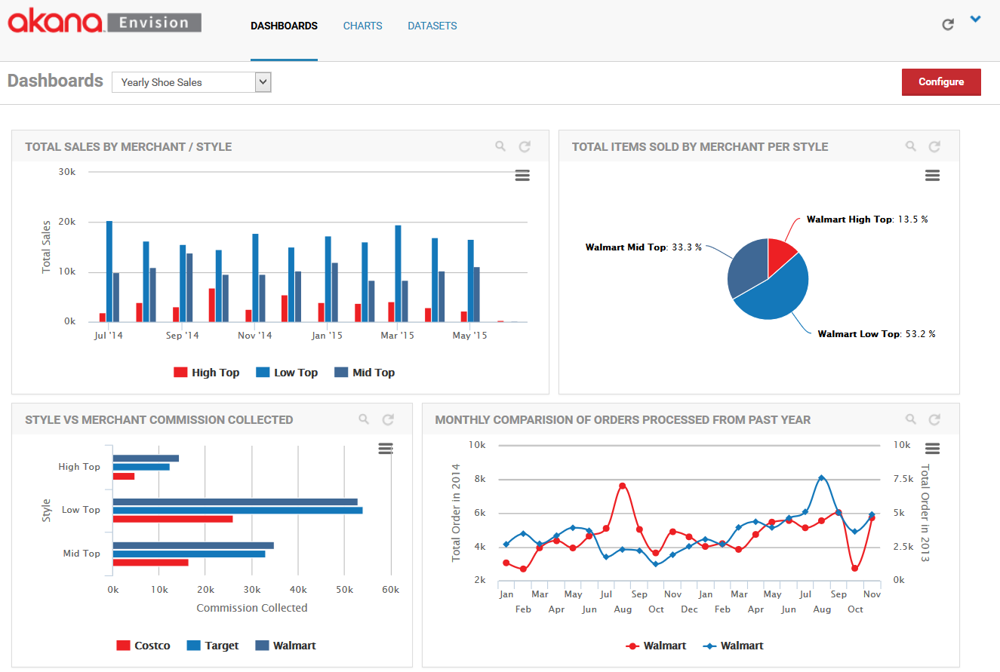 akana Envision
DASHBOARDS CHARTS DATASETS
Dashboards Yearly Shoe Sales Configure
TOTAL SALES BY MERCHANT / STYLE
30k
20k
10k
0k
Total Sales
Jul '14 Sep '14 Nov '14 Jan '15 Mar '15 May '15
High Top Low Top Mid Top
TOTAL ITEMS SOLD BY MERCHANT PER STYLE
Walmart High Top: 13.5 %
Walmart Mid Top: 33.3 %
Walmart Low Top: 53.2 %
STYLE VS MERCHANT COMMISSION COLLECTED
Style
High Top
Low Top
Mid Top
0k 10k 20k 30k 40k 50k 60k
Commission Collected
Costco Target Walmart
MONTHLY COMPARISION OF ORDERS PROCESSED FROM PAST YEAR
Total Order in 2014
10k
8k
6k
4k
2k
10k
7.5k
5k
2.5k
0k
Total Order in 2013
Jan Mar May Jul Sep Nov Jan Mar May Jul Sep Nov
Feb Apr Jun Aug Oct Dec Feb Apr Jun Aug Oct
Walmart Walmart